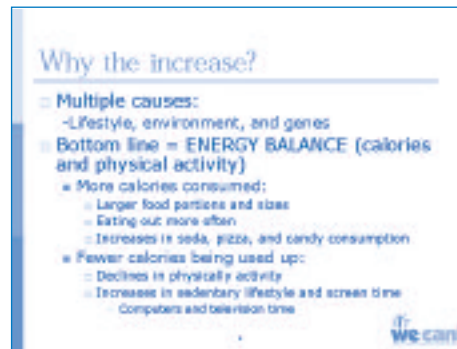 Why the increase?
Multiple causes:
-Lifestyle, environment, and genes
Bottom line = ENERGY BALANCE (calories
and physical activity)
More calories consumed:
Larger food portions and sizes
Eating out more often
Increases in soda, pizza, and candy consumption
Fewer calories being used up:
Declines in physically activity
Increases in sedentary lifestyle and screen time
Computers and television time
we can